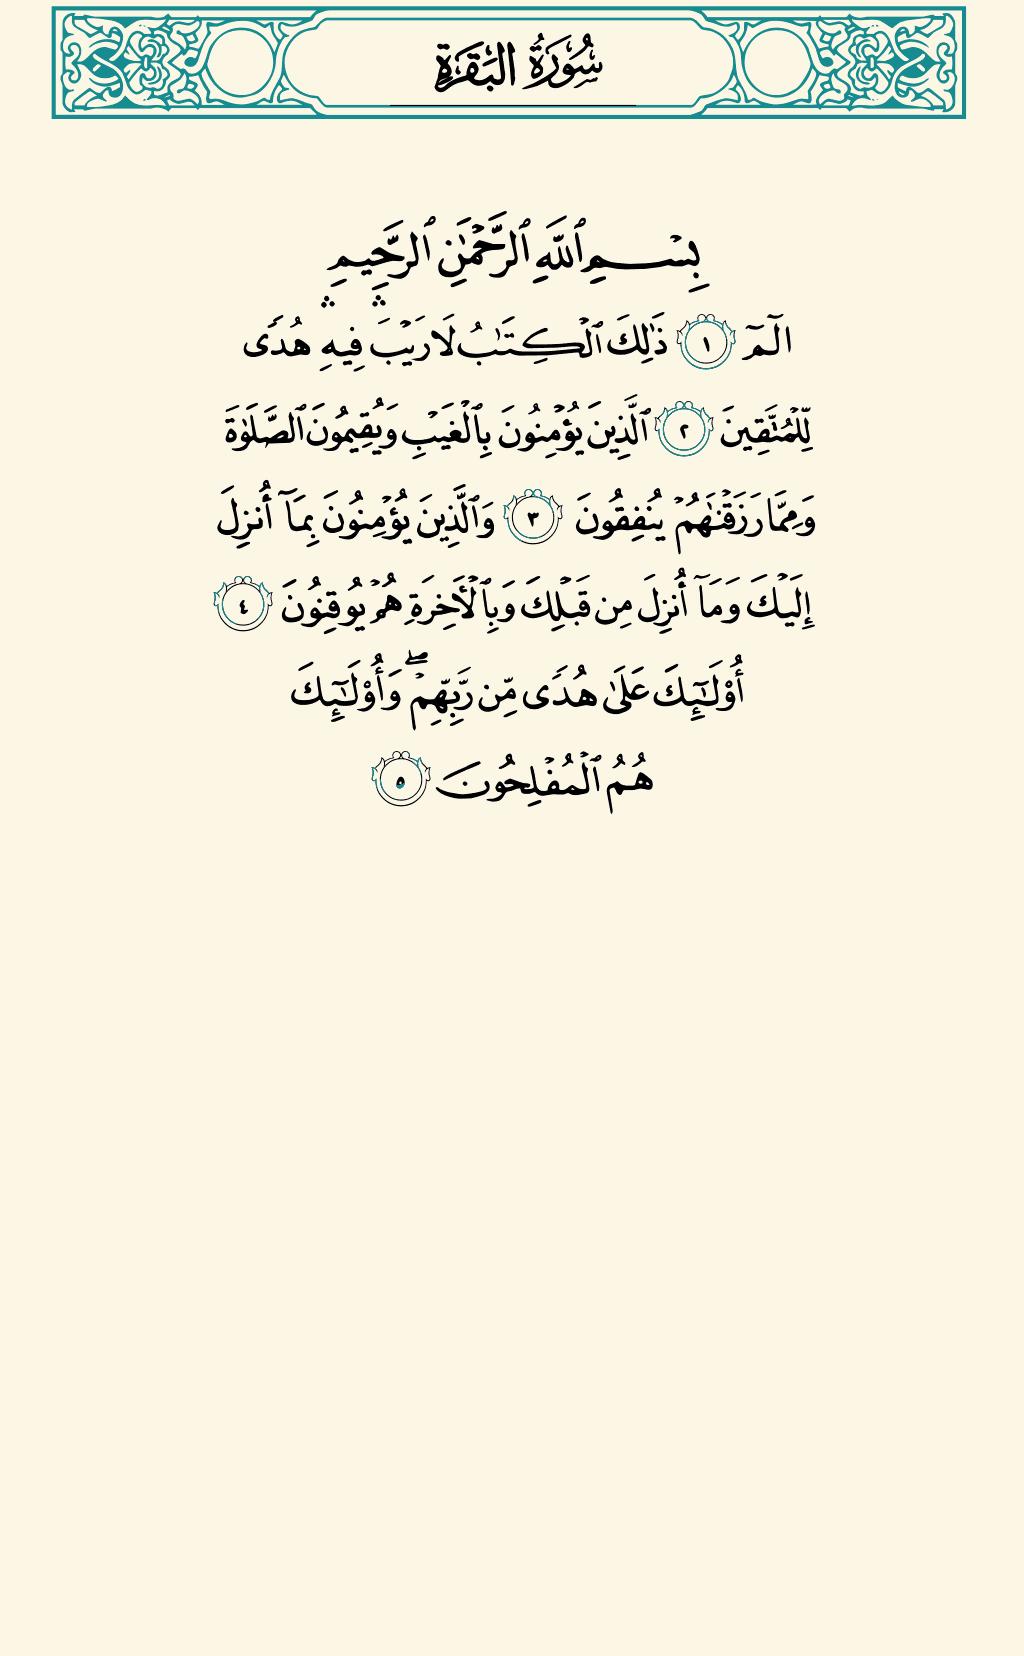 سُورَةُ البَقَرَةِ
بِسْمِ ٱللَّهِ ٱلرَّحْمَٰنِ ٱلرَّحِيمِ
الٓمٓ ١ ذَٰلِكَ ٱلْكِتَٰبُ لَا رَيْبَ ۛ فِيهِ ۛ هُدًى
لِّلْمُتَّقِينَ ٢ ٱلَّذِينَ يُؤْمِنُونَ بِٱلْغَيْبِ وَيُقِيمُونَ ٱلصَّلَوٰةَ
وَمِمَّا رَزَقْنَٰهُمْ يُنفِقُونَ ٣ وَٱلَّذِينَ يُؤْمِنُونَ بِمَآ أُنزِلَ
إِلَيْكَ وَمَآ أُنزِلَ مِن قَبْلِكَ وَبِٱلْأَخِرَةِ هُمْ يُوقِنُونَ ٤
أُو۟لَٰٓئِكَ عَلَىٰ هُدًى مِّن رَّبِّهِمْ ۖ وَأُو۟لَٰٓئِكَ
هُمُ ٱلْمُفْلِحُونَ ٥